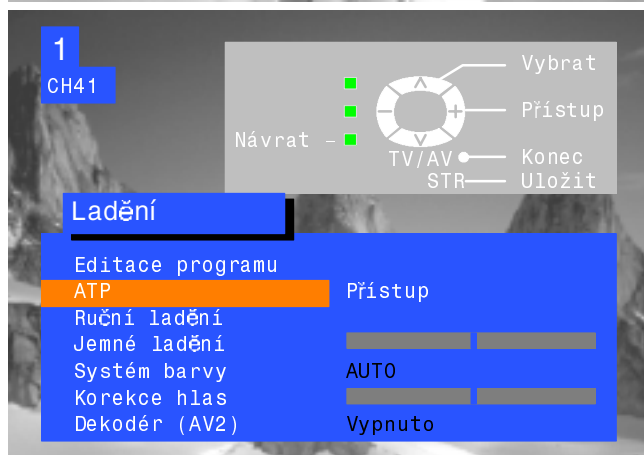 1
CH41
Vybrat
Přístup
Návrat –
TV/AV Konec
STR Uložit
Ladění
Editace programu
ATP Přístup
Ruční ladění
Jemné ladění
Systém barvy AUTO
Korekce hlas
Dekodér (AV2) Vypnuto